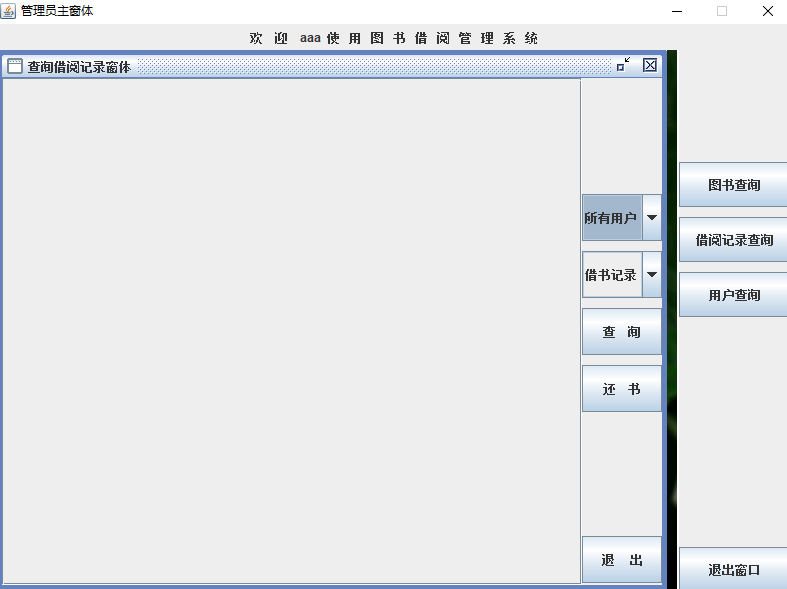 管理员主窗体
欢 迎 aaa 使 用 图 书 借 阅 管 理 系 统
查询借阅记录窗体
所有用户
借书记录
查 询
还 书
退 出
图书查询
借阅记录查询
用户查询
退出窗口